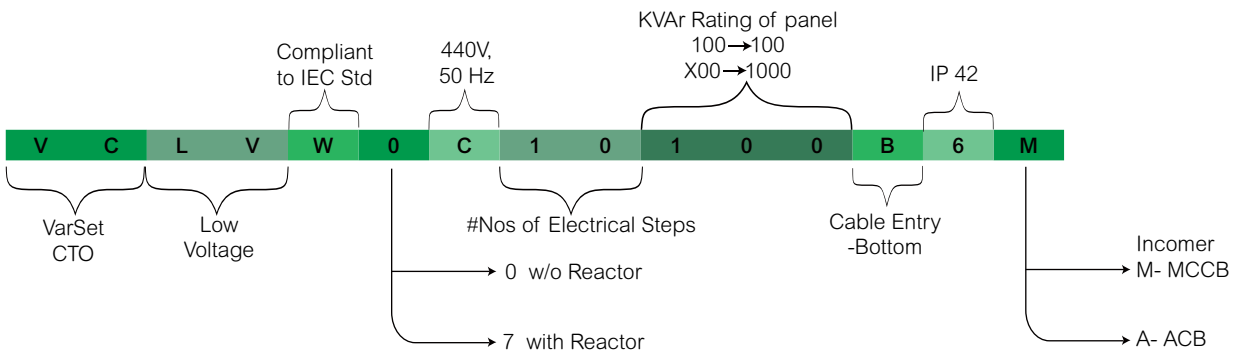 KVAr Rating of panel
100→100
X00→1000
Compliant
to IEC Std
440V,
50 Hz
IP 42
V C L V W 0 C 1 0 1 0 0 B 6 M
VarSet
CTO
Low
Voltage
#Nos of Electrical Steps
Cable Entry
-Bottom
0 w/o Reactor
7 with Reactor
Incomer
M- MCCB
A- ACB